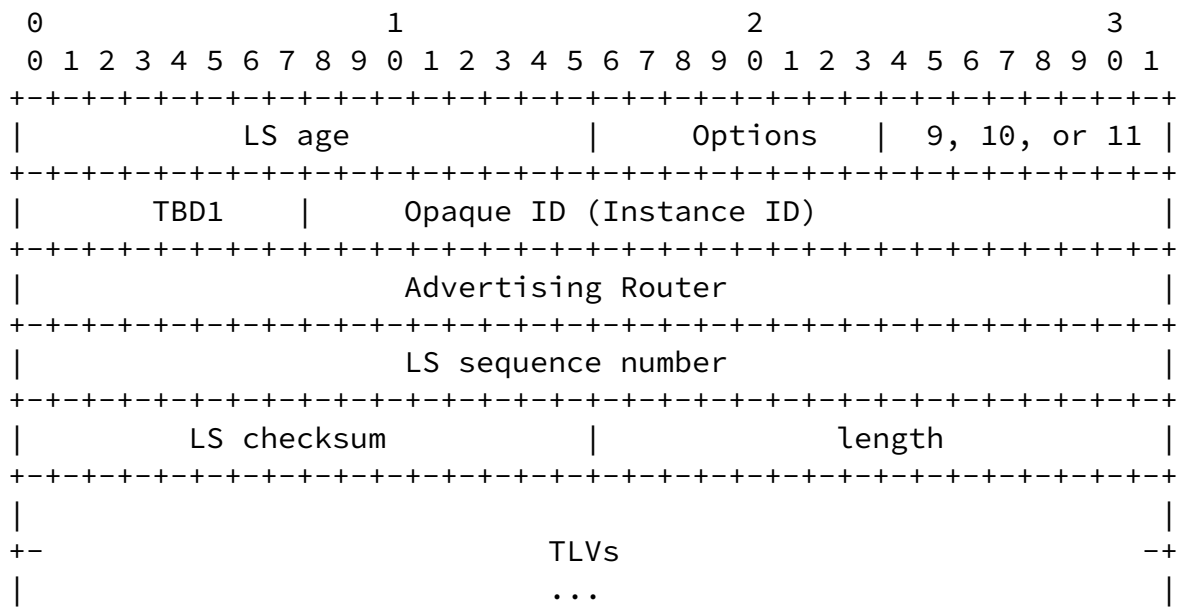 0                   1                   2                   3
 0 1 2 3 4 5 6 7 8 9 0 1 2 3 4 5 6 7 8 9 0 1 2 3 4 5 6 7 8 9 0 1
+-+-+-+-+-+-+-+-+-+-+-+-+-+-+-+-+-+-+-+-+-+-+-+-+-+-+-+-+-+-+-+-+
|            LS age             |     Options   |  9, 10, or 11 |
+-+-+-+-+-+-+-+-+-+-+-+-+-+-+-+-+-+-+-+-+-+-+-+-+-+-+-+-+-+-+-+-+
|       TBD1    |     Opaque ID (Instance ID)                   |
+-+-+-+-+-+-+-+-+-+-+-+-+-+-+-+-+-+-+-+-+-+-+-+-+-+-+-+-+-+-+-+-+
|                     Advertising Router                        |
+-+-+-+-+-+-+-+-+-+-+-+-+-+-+-+-+-+-+-+-+-+-+-+-+-+-+-+-+-+-+-+-+
|                     LS sequence number                        |
+-+-+-+-+-+-+-+-+-+-+-+-+-+-+-+-+-+-+-+-+-+-+-+-+-+-+-+-+-+-+-+-+
|         LS checksum           |             length            |
+-+-+-+-+-+-+-+-+-+-+-+-+-+-+-+-+-+-+-+-+-+-+-+-+-+-+-+-+-+-+-+-+
|                                                               |
+-                            TLVs                             -+
|                             ...                               |